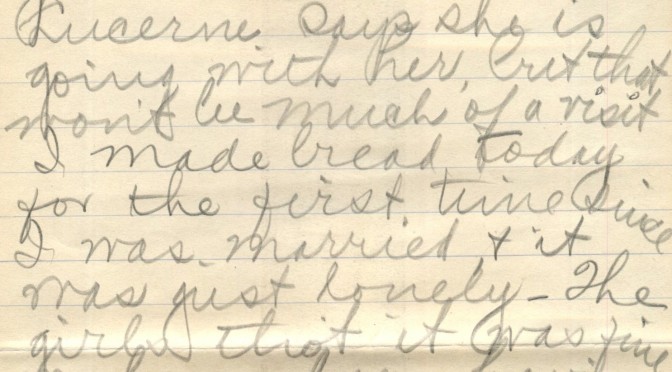 Lucerne says she is
going with her, but that
won't be much of a visit
I made bread today
for the first time since
I was married & it
was just lonely - The
girls thot it was fine